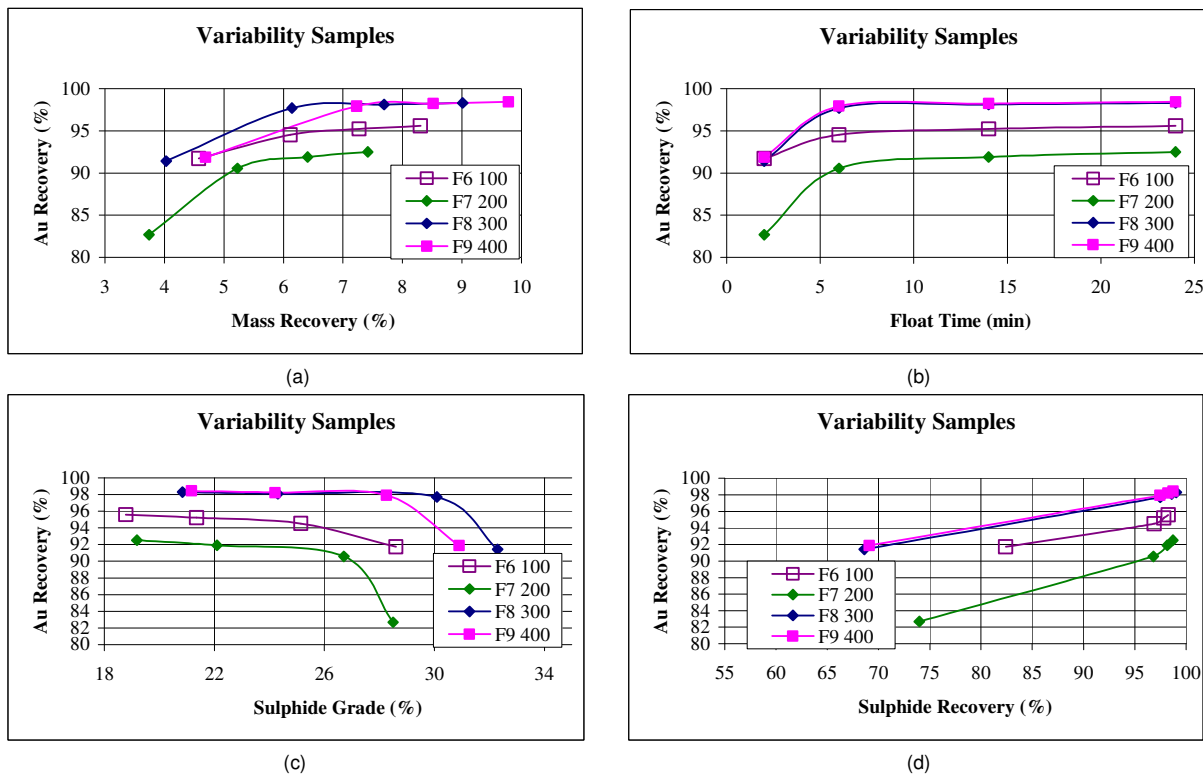 Variability Samples
Au Recovery (%)
100
95
90
85
80
3 4 5 6 7 8 9 10
Mass Recovery (%)
F6 100
F7 200
F8 300
F9 400
(a)
Variability Samples
Au Recovery (%)
100
95
90
85
80
0 5 10 15 20 25
Float Time (min)
F6 100
F7 200
F8 300
F9 400
(b)
Variability Samples
Au Recovery (%)
100
98
96
94
92
90
88
86
84
82
80
18 22 26 30 34
Sulphide Grade (%)
F6 100
F7 200
F8 300
F9 400
(c)
Variability Samples
Au Recovery (%)
100
98
96
94
92
90
88
86
84
82
80
55 60 65 70 75 80 85 90 95 100
Sulphide Recovery (%)
F6 100
F7 200
F8 300
F9 400
(d)